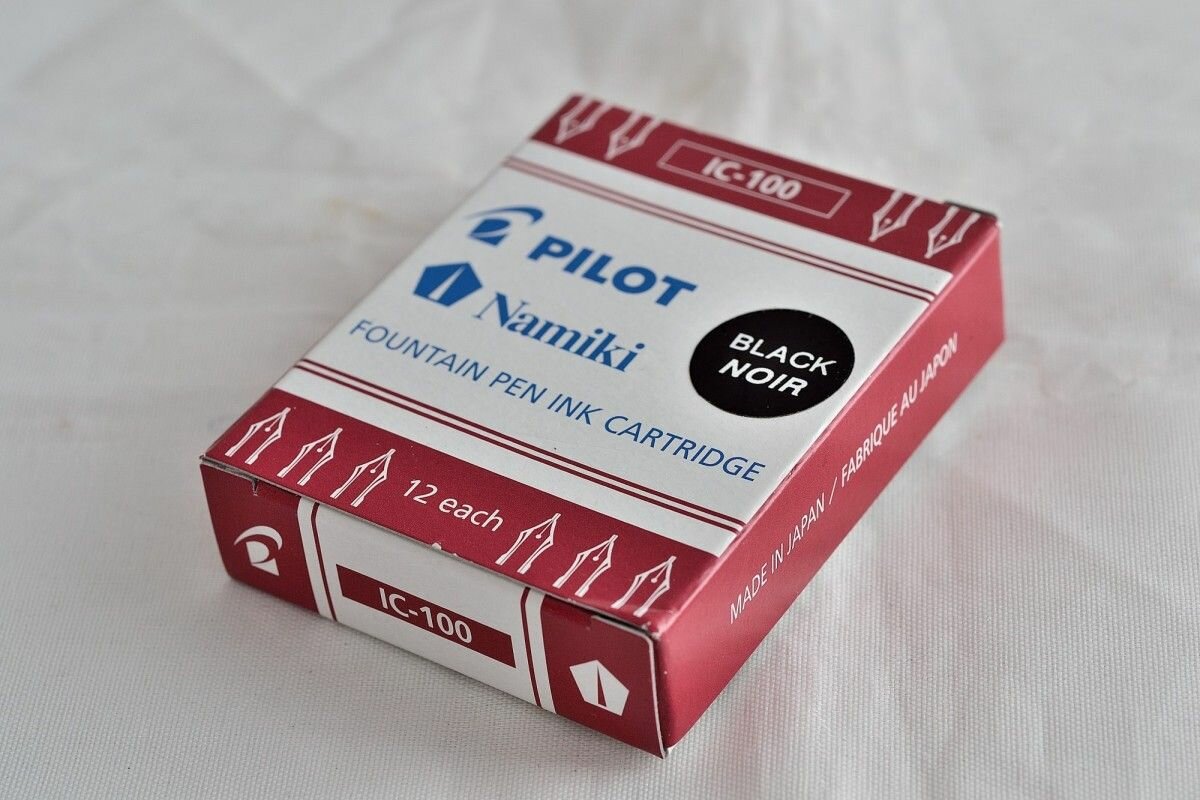 IC-100
PILOT
Namiki
FOUNTAIN PEN INK CARTRIDGE
BLACK
NOIR
12 each
IC-100
MADE IN JAPAN / FABRIQUE AU JAPON